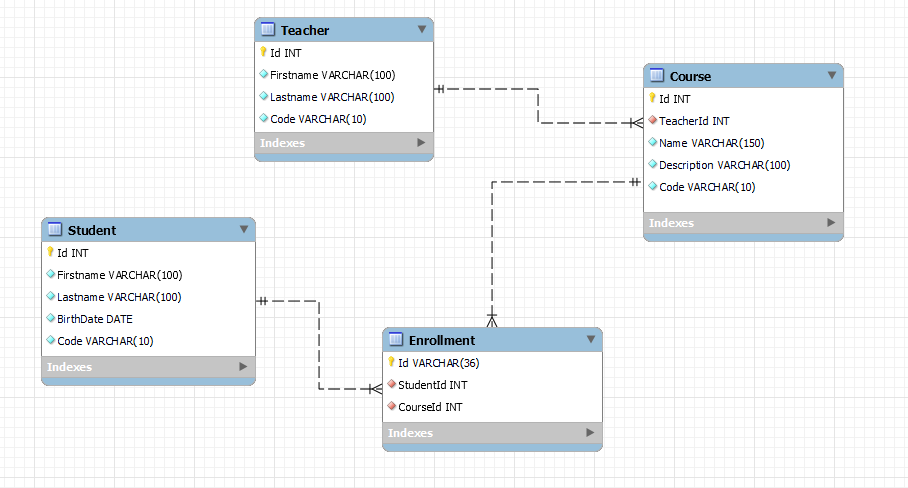 Teacher
Id INT
Firstname VARCHAR(100)
Lastname VARCHAR(100)
Code VARCHAR(10)
Indexes
Course
Id INT
TeacherId INT
Name VARCHAR(150)
Description VARCHAR(100)
Code VARCHAR(10)
Indexes
Student
Id INT
Firstname VARCHAR(100)
Lastname VARCHAR(100)
BirthDate DATE
Code VARCHAR(10)
Indexes
Enrollment
Id VARCHAR(36)
StudentId INT
CourseId INT
Indexes